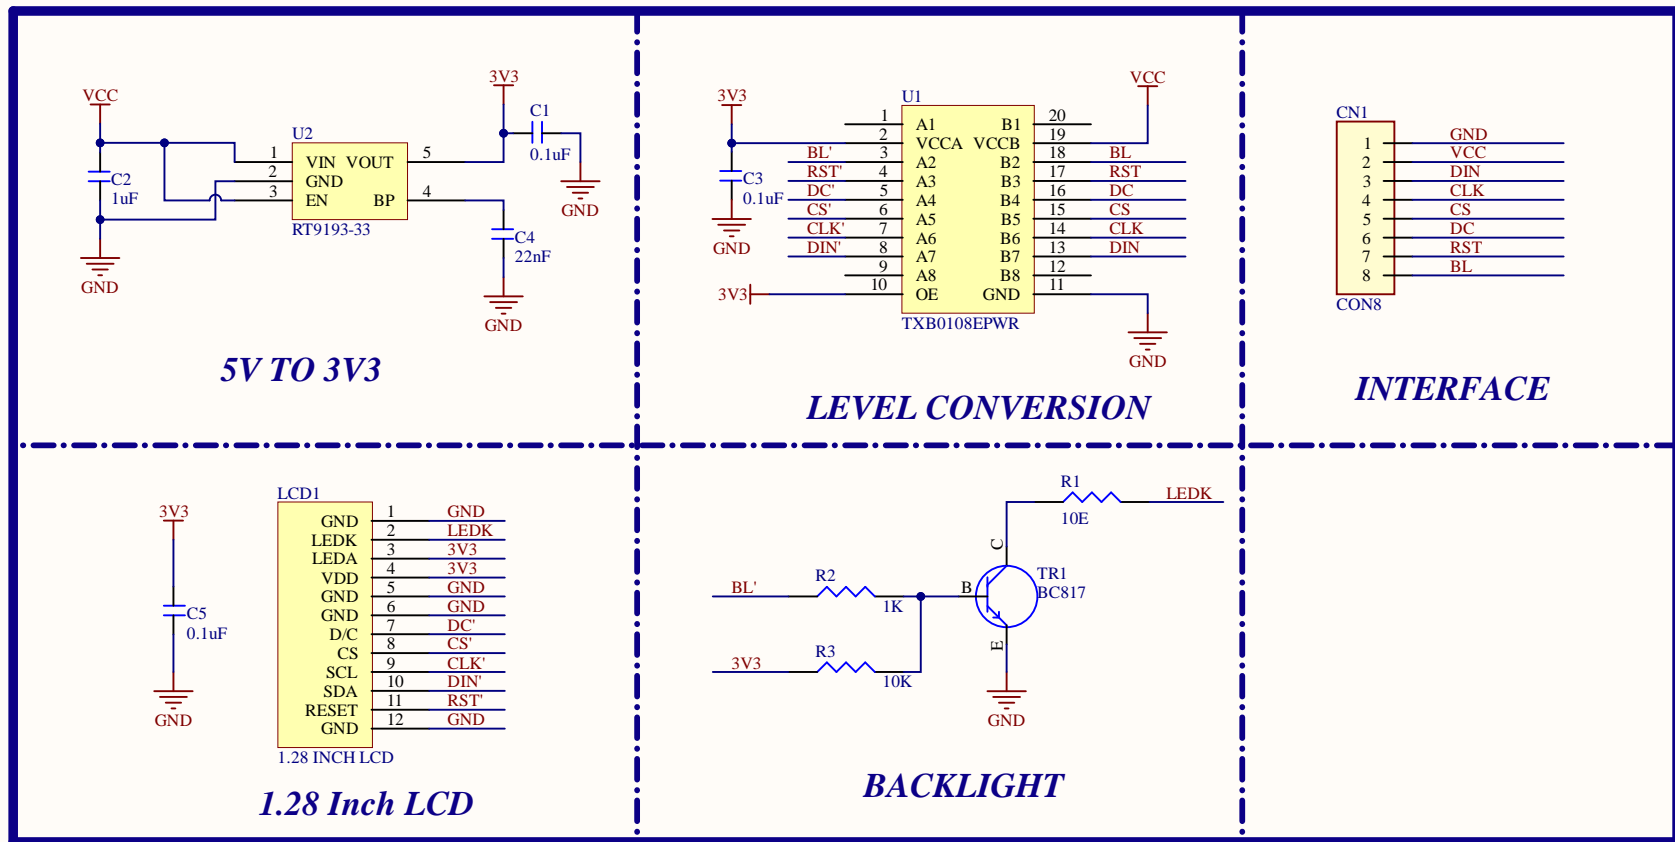 VCC
U2
1 VIN VOUT 5
2 GND
3 EN BP 4
RT9193-33
C2
1uF
GND
3V3
C1
0.1uF
GND
C4
22nF
GND
5V TO 3V3
3V3
C3
0.1uF
GND
3V3
U1
1 A1 B1 20
2 VCCA VCCB 19
BL' 3 A2 B2 18 BL
RST' 4 A3 B3 17 RST
DC' 5 A4 B4 16 DC
CS' 6 A5 B5 15 CS
CLK' 7 A6 B6 14 CLK
DIN' 8 A7 B7 13 DIN
9 A8 B8 12
10 OE GND 11
TXB0108EPWR
VCC
GND
LEVEL CONVERSION
CN1
1 GND
2 VCC
3 DIN
4 CLK
5 CS
6 DC
7 RST
8 BL
CON8
INTERFACE
3V3
C5
0.1uF
GND
LCD1
GND 1 GND
LEDK 2 LEDK
LEDA 3 3V3
VDD 4 3V3
GND 5 GND
GND 6 GND
D/C 7 DC'
CS 8 CS'
SCL 9 CLK'
SDA 10 DIN'
RESET 11 RST'
GND 12 GND
1.28 INCH LCD
1.28 Inch LCD
R1
10E
LEDK
C
BL'
R2
1K
B
TR1
BC817
E
3V3
R3
10K
GND
BACKLIGHT